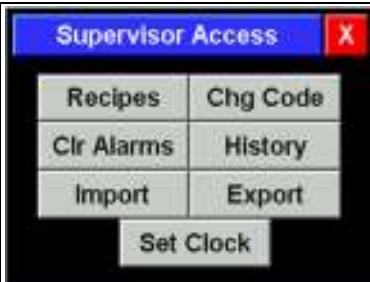 Supervisor Access X
Recipes Chg Code
Clr Alarms History
Import Export
Set Clock